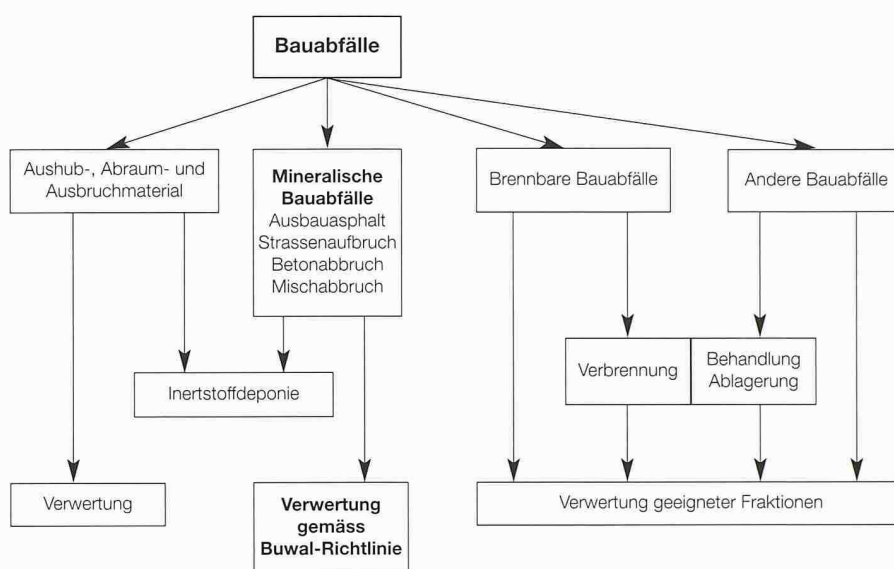 Bauabfälle
Aushub-, Abraum- und
Ausbruchmaterial
Mineralische
Bauabfälle
Ausbauasphalt
Strassenaufbruch
Betonabbruch
Mischabbruch
Brennbare Bauabfälle
Andere Bauabfälle
Inertstoffdeponie
Verbrennung
Behandlung
Ablagerung
Verwertung
Verwertung
gemäss
Buwal-Richtlinie
Verwertung geeigneter Fraktionen